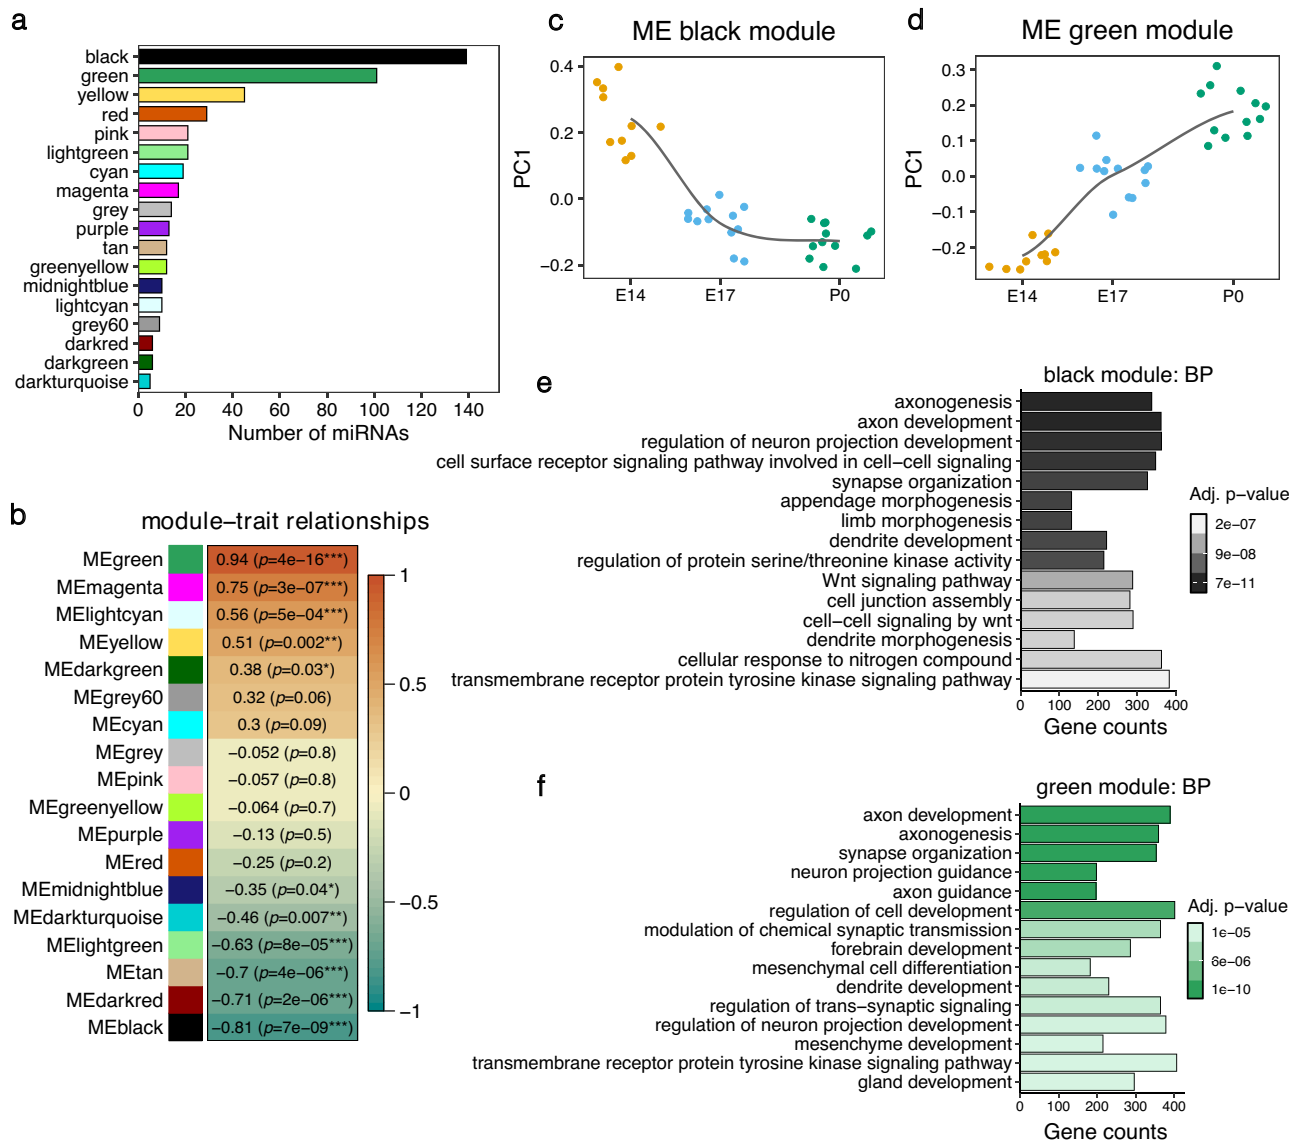 a
black
green
yellow
red
pink
lightgreen
cyan
magenta
grey
purple
tan
greenyellow
midnightblue
lightcyan
grey60
darkred
darkgreen
darkturquoise
0 20 40 60 80 100 120 140
Number of miRNAs
b
module–trait relationships
MEgreen 0.94 (p=4e−16***)
MEmagenta 0.75 (p=3e−07***)
MElightcyan 0.56 (p=5e−04***)
MEyellow 0.51 (p=0.002**)
MEdarkgreen 0.38 (p=0.03*)
MEgrey60 0.32 (p=0.06)
MEcyan 0.3 (p=0.09)
MEgrey −0.052 (p=0.8)
MEpink −0.057 (p=0.8)
MEgreenyellow −0.064 (p=0.7)
MEpurple −0.13 (p=0.5)
MEred −0.25 (p=0.2)
MEmidnightblue −0.35 (p=0.04*)
MEdarkturquoise −0.46 (p=0.007**)
MElightgreen −0.63 (p=8e−05***)
MEtan −0.7 (p=4e−06***)
MEdarkred −0.71 (p=2e−06***)
MEblack −0.81 (p=7e−09***)
1
0.5
0
−0.5
−1
c
ME black module
PC1
0.4
0.2
0.0
−0.2
E14 E17 P0
d
ME green module
PC1
0.3
0.2
0.1
0.0
−0.1
−0.2
E14 E17 P0
e
black module: BP
axonogenesis
axon development
regulation of neuron projection development
cell surface receptor signaling pathway involved in cell−cell signaling
synapse organization
appendage morphogenesis
limb morphogenesis
dendrite development
regulation of protein serine/threonine kinase activity
Wnt signaling pathway
cell junction assembly
cell−cell signaling by wnt
dendrite morphogenesis
cellular response to nitrogen compound
transmembrane receptor protein tyrosine kinase signaling pathway
0 100 200 300 400
Gene counts
Adj. p−value
2e−07
9e−08
7e−11
f
green module: BP
axon development
axonogenesis
synapse organization
neuron projection guidance
axon guidance
regulation of cell development
modulation of chemical synaptic transmission
forebrain development
mesenchymal cell differentiation
dendrite development
regulation of trans−synaptic signaling
regulation of neuron projection development
mesenchyme development
transmembrane receptor protein tyrosine kinase signaling pathway
gland development
0 100 200 300 400
Gene counts
Adj. p−value
1e−05
6e−06
1e−10